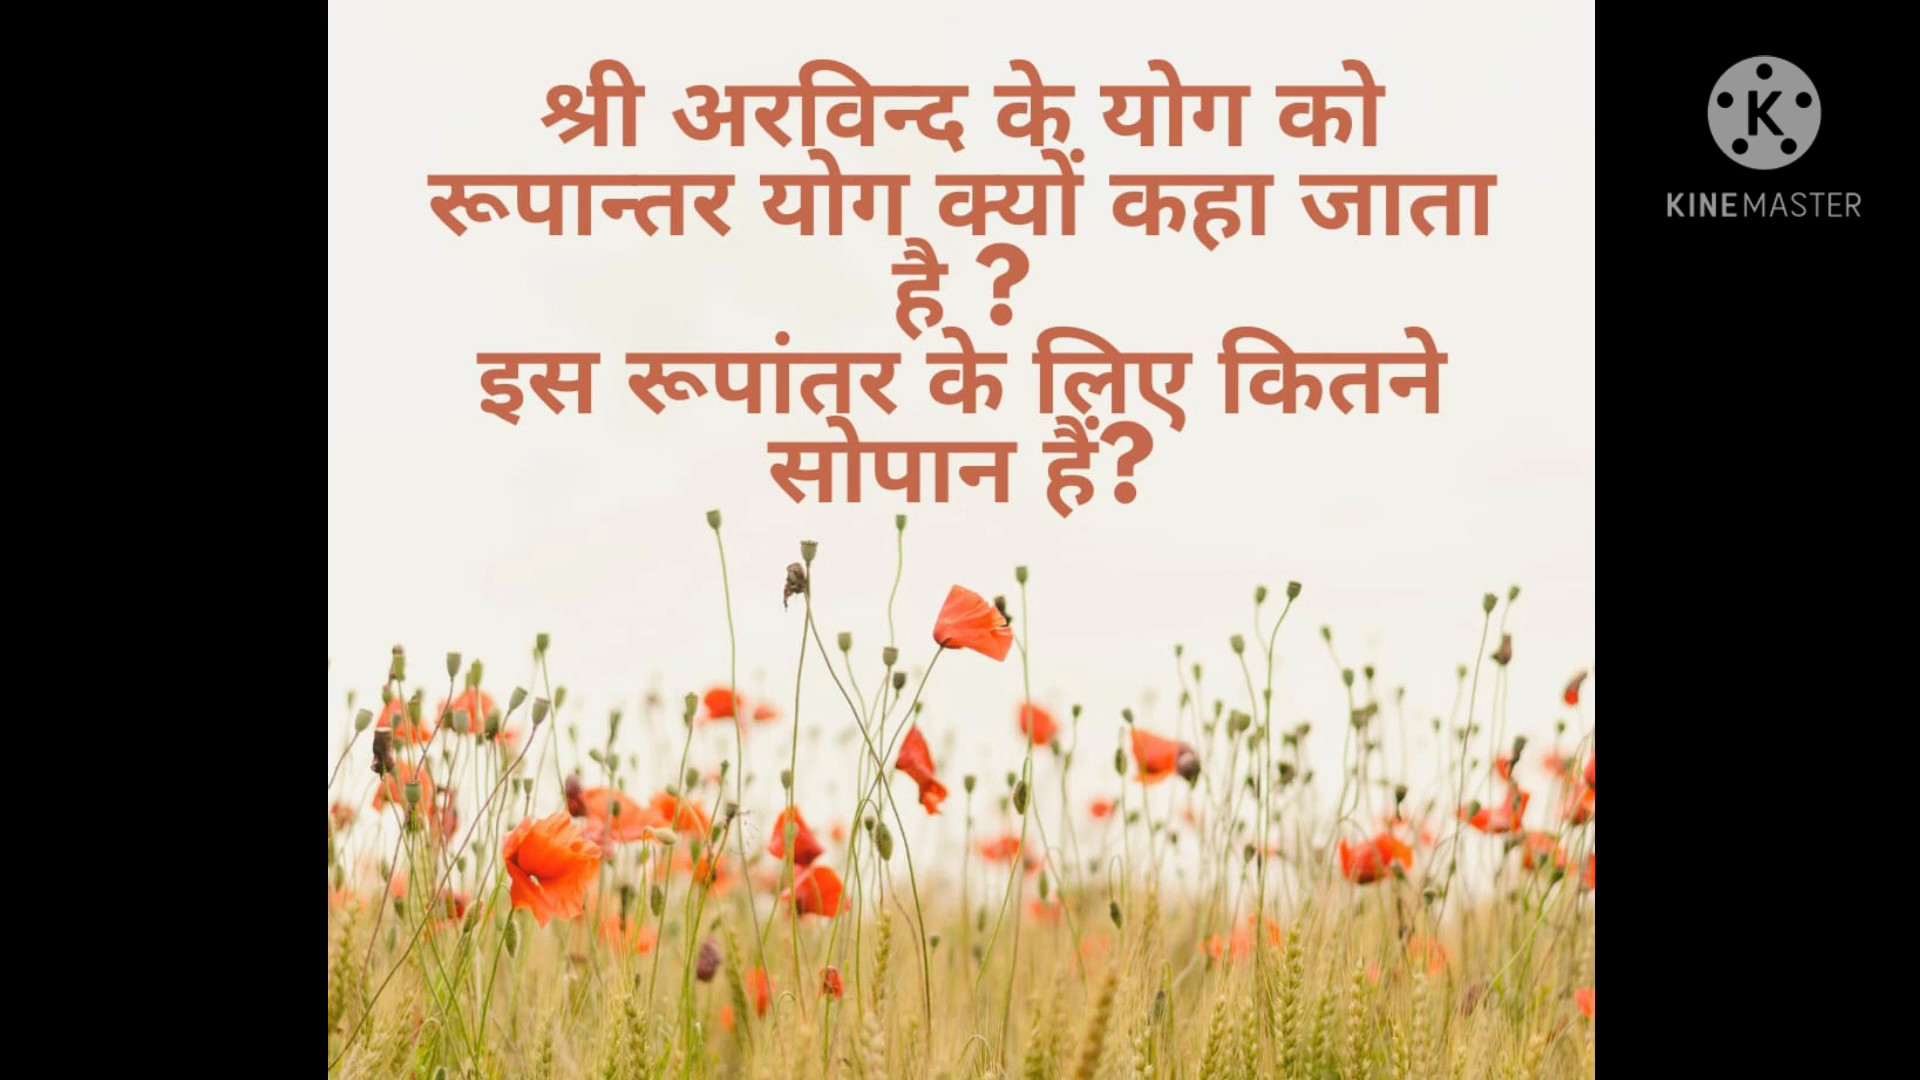 श्री अरविन्द के योग को
रूपान्तर योग क्यों कहा जाता
है ?
इस रूपांतर के लिए कितने
सोपान हैं?
K
KINEMASTER